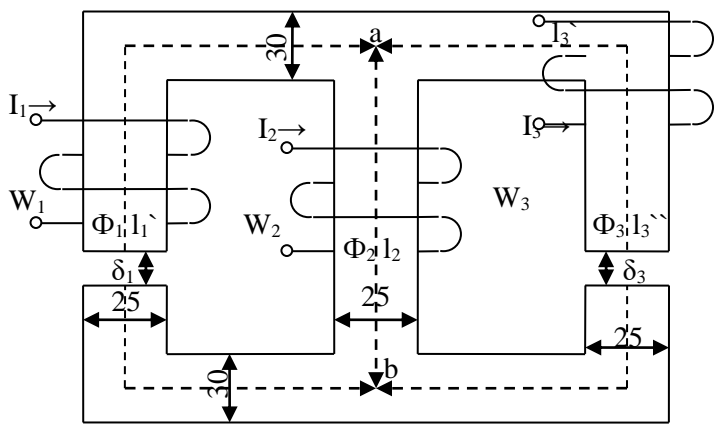 a
30
I₃`
I₁→
I₂→
I₃→
W₁
Φ₁ l₁`
W₂
Φ₂ l₂
W₃
Φ₃ l₃``
δ₁
δ₃
25
25
25
30
b